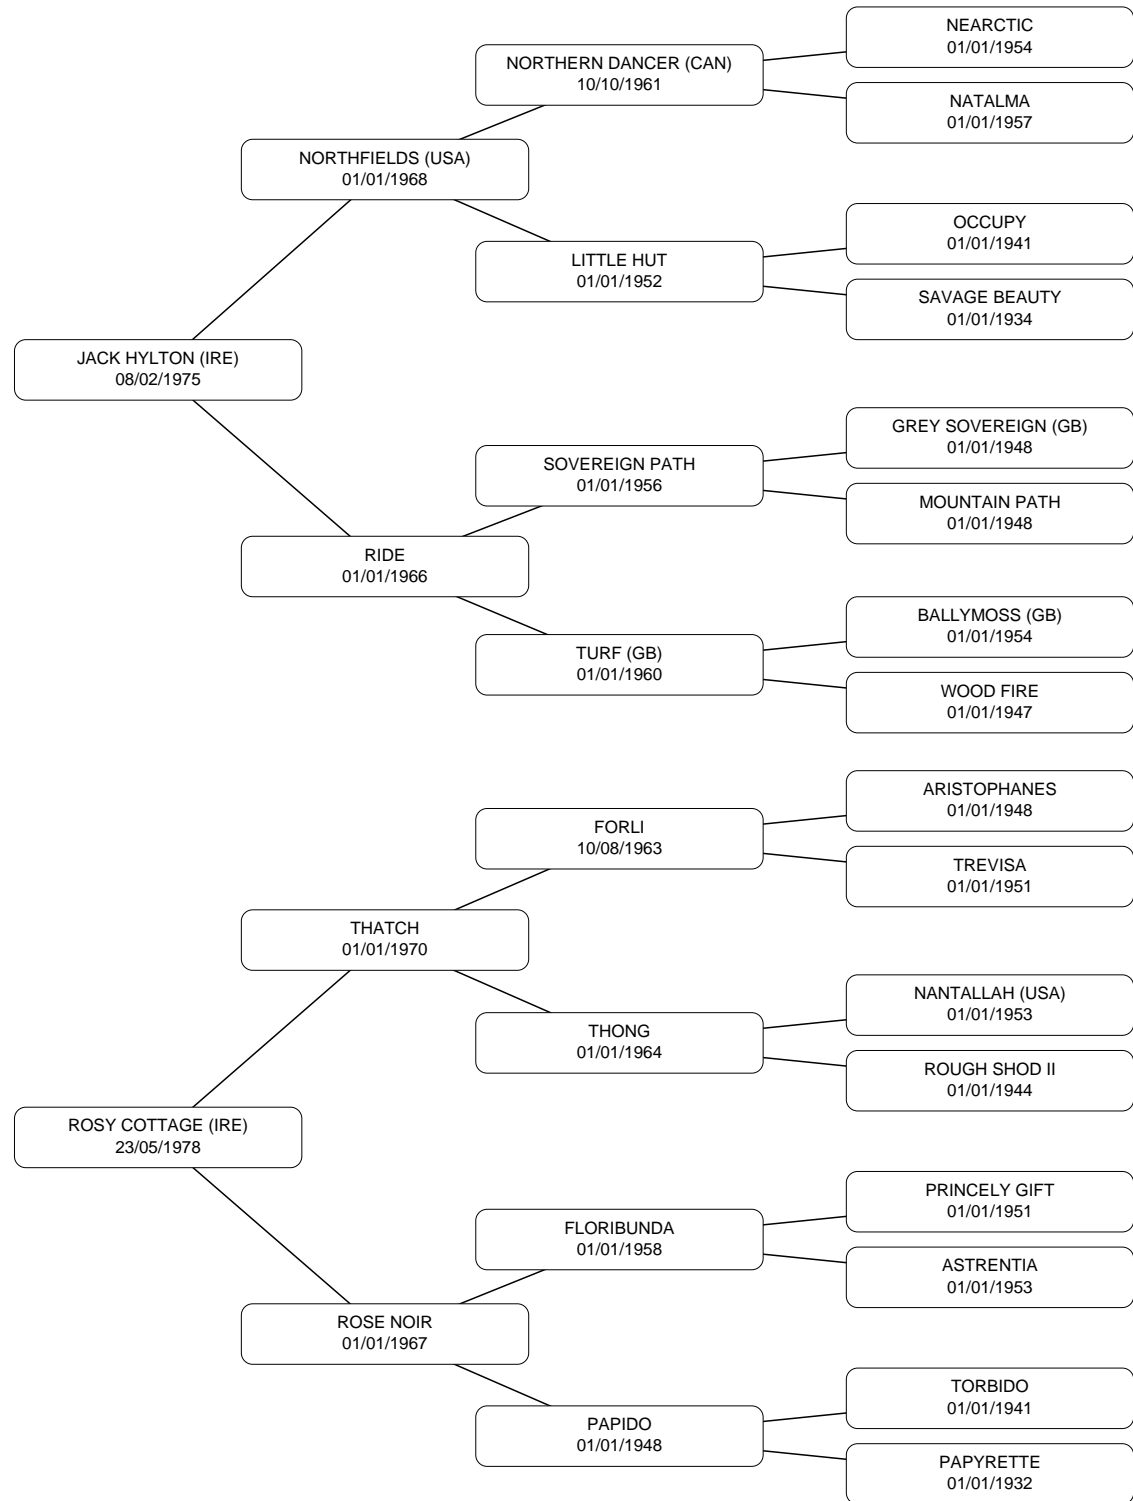 NEARCTIC
01/01/1954
NORTHERN DANCER (CAN)
10/10/1961
NATALMA
01/01/1957
NORTHFIELDS (USA)
01/01/1968
OCCUPY
01/01/1941
LITTLE HUT
01/01/1952
SAVAGE BEAUTY
01/01/1934
JACK HYLTON (IRE)
08/02/1975
GREY SOVEREIGN (GB)
01/01/1948
SOVEREIGN PATH
01/01/1956
MOUNTAIN PATH
01/01/1948
RIDE
01/01/1966
BALLYMOSS (GB)
01/01/1954
TURF (GB)
01/01/1960
WOOD FIRE
01/01/1947
ARISTOPHANES
01/01/1948
FORLI
10/08/1963
TREVISA
01/01/1951
THATCH
01/01/1970
NANTALLAH (USA)
01/01/1953
THONG
01/01/1964
ROUGH SHOD II
01/01/1944
ROSY COTTAGE (IRE)
23/05/1978
PRINCELY GIFT
01/01/1951
FLORIBUNDA
01/01/1958
ASTRENTIA
01/01/1953
ROSE NOIR
01/01/1967
TORBIDO
01/01/1941
PAPIDO
01/01/1948
PAPYRETTE
01/01/1932